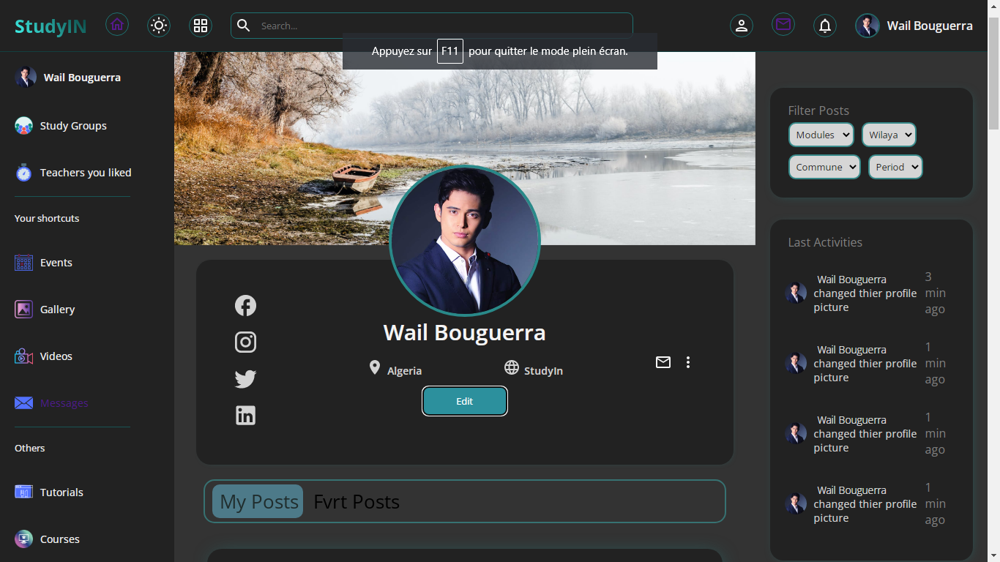 StudyIN
Search...
Wail Bouguerra
Appuyez sur F11 pour quitter le mode plein écran.
Wail Bouguerra
Study Groups
Teachers you liked
Your shortcuts
Events
Gallery
Videos
Messages
Others
Tutorials
Courses
Wail Bouguerra
Algeria
StudyIn
Edit
My Posts
Fvrt Posts
Filter Posts
Modules
Wilaya
Commune
Period
Last Activities
Wail Bouguerra
changed thier profile
picture
3
min
ago
Wail Bouguerra
changed thier profile
picture
1
min
ago
Wail Bouguerra
changed thier profile
picture
1
min
ago
Wail Bouguerra
changed thier profile
picture
1
min
ago